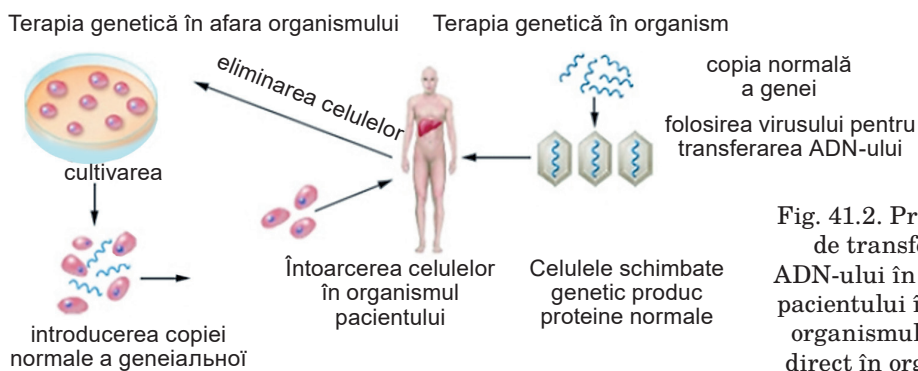 Terapia genetică în afara organismului
Terapia genetică în organism
eliminarea celulelor
cultivarea
introducerea copiei
normale a geneiальної
Întoarcerea celulelor
în organismul
pacientului
copia normală
a genei
folosirea virusului pentru
transferarea ADN-ului
Celulele schimbate
genetic produc
proteine normale
Fig. 41.2. Pr
de transfe
ADN-ului în
pacientului î
organismul
direct în org